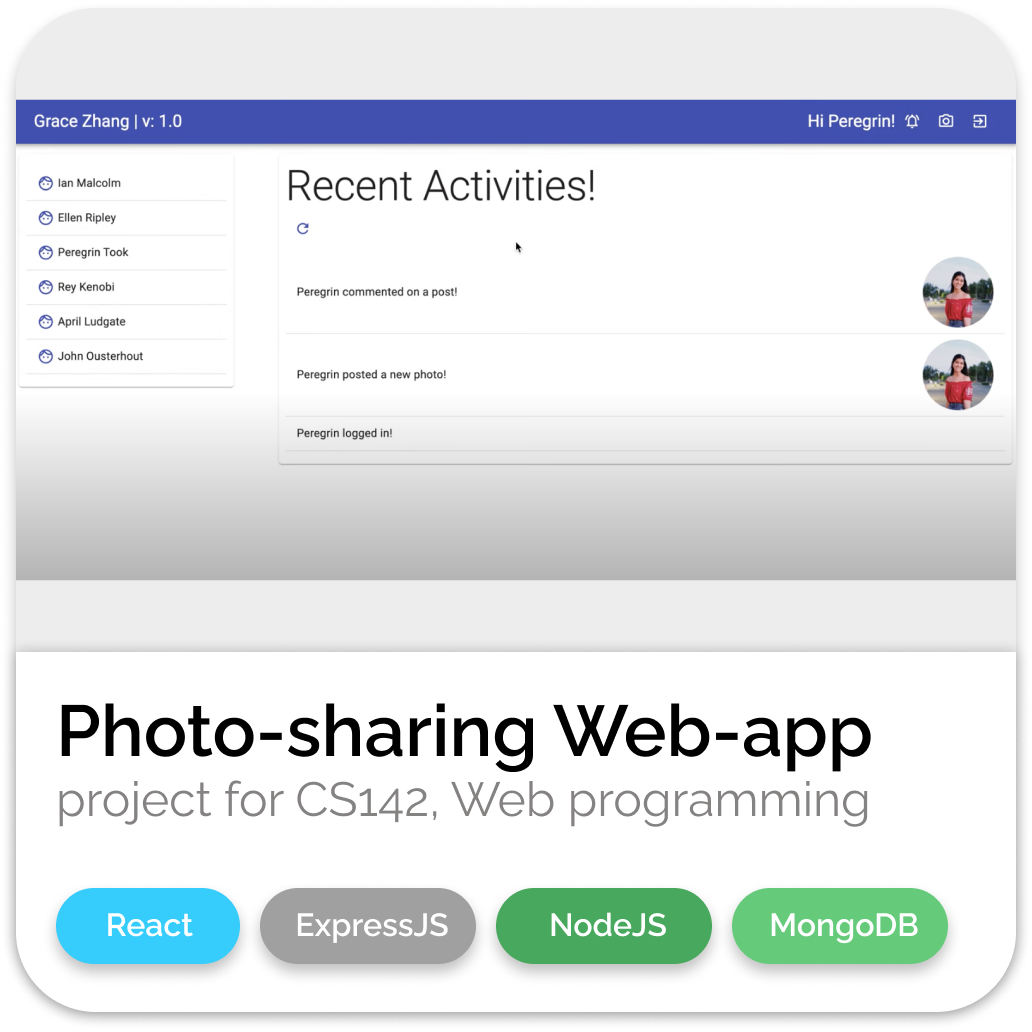 Grace Zhang | v: 1.0
Hi Peregrin!
Ian Malcolm
Ellen Ripley
Peregrin Took
Rey Kenobi
April Ludgate
John Ousterhout
Recent Activities!
Peregrin commented on a post!
Peregrin posted a new photo!
Peregrin logged in!
Photo-sharing Web-app
project for CS142, Web programming
React
ExpressJS
NodeJS
MongoDB